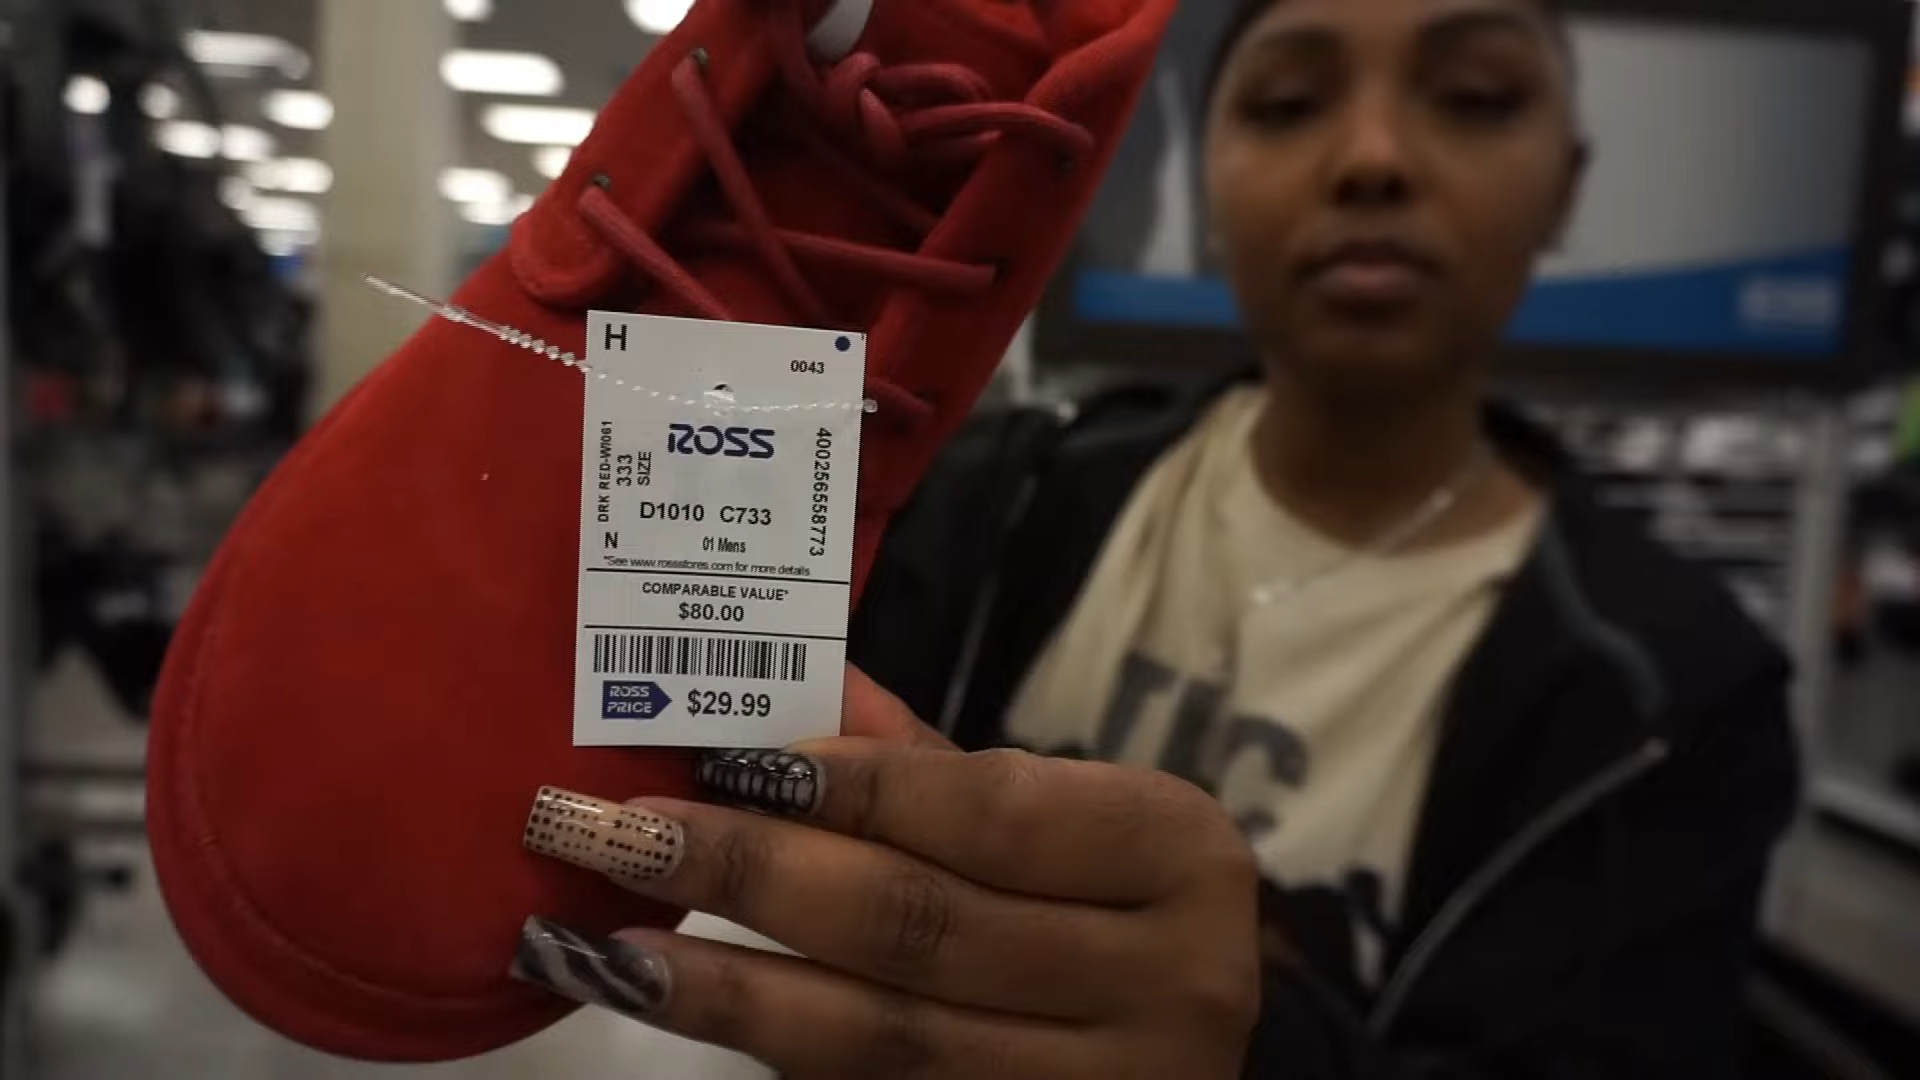 H
0043
ROSS
DRK RED-WI061
333
SIZE
400256558773
D1010 C733
N
01 Mens
*See www.rossstores.com for more details
COMPARABLE VALUE*
$80.00
ROSS
PRICE
$29.99